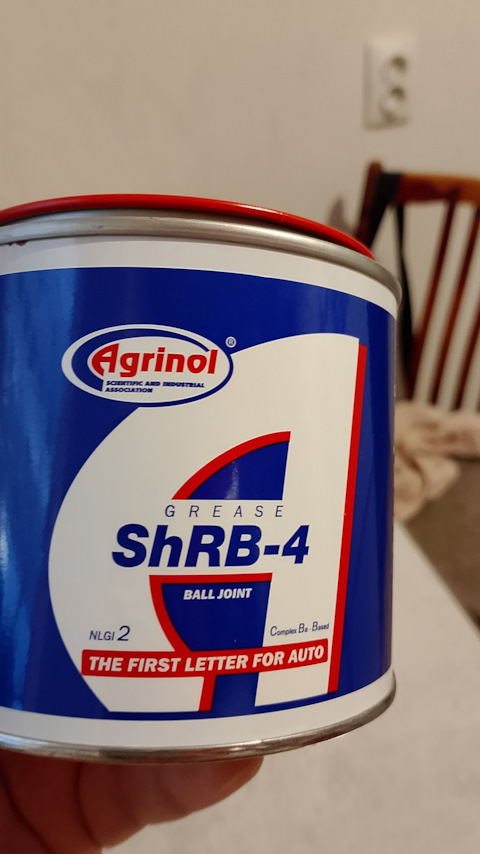 Agrinol®
SCIENTIFIC AND INDUSTRIAL
ASSOCIATION
GREASE
ShRB-4
BALL JOINT
NLGI 2
Complex Ba - Based
THE FIRST LETTER FOR AUTO